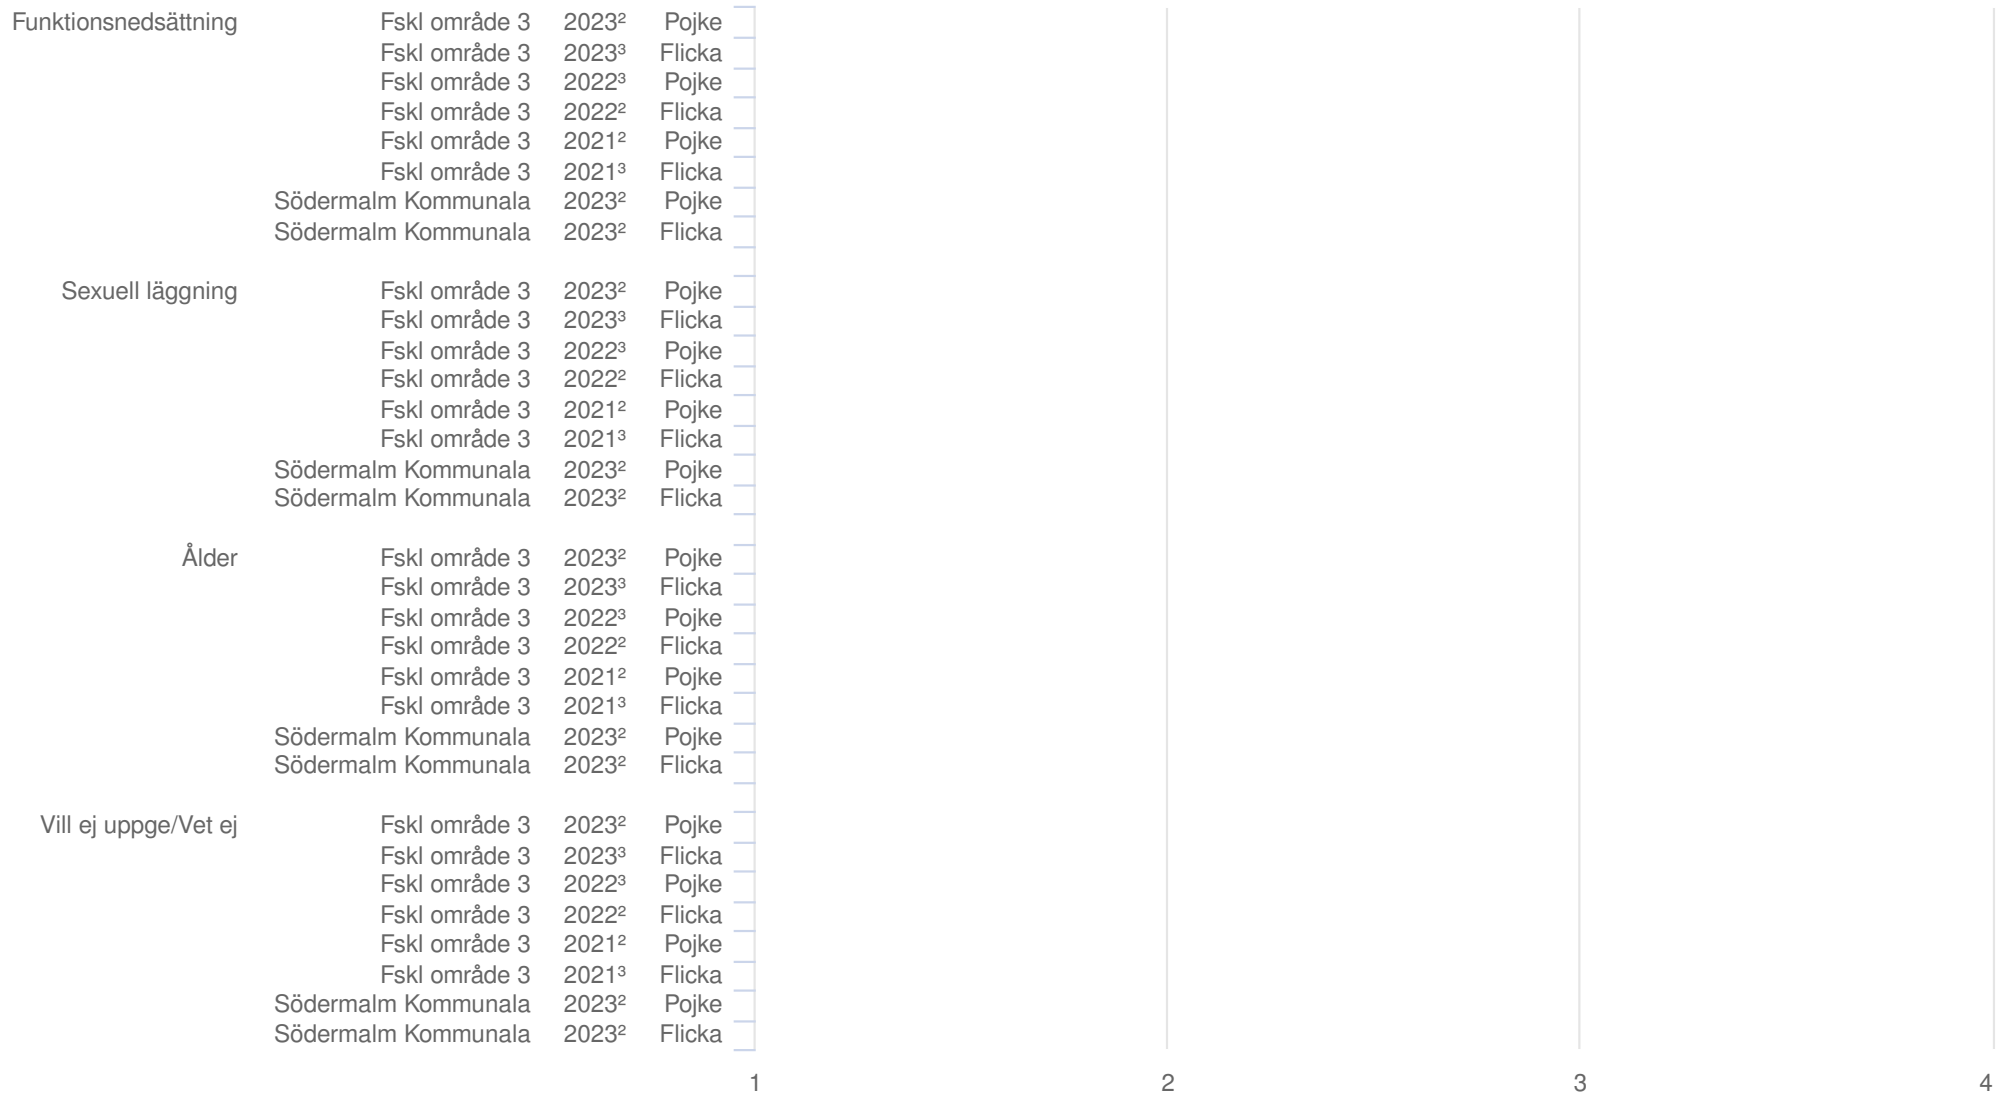 Funktionsnedsättning Fskl område 3 2023² Pojke
Fskl område 3 2023³ Flicka
Fskl område 3 2022³ Pojke
Fskl område 3 2022² Flicka
Fskl område 3 2021² Pojke
Fskl område 3 2021³ Flicka
Södermalm Kommunala 2023² Pojke
Södermalm Kommunala 2023² Flicka
Sexuell läggning Fskl område 3 2023² Pojke
Fskl område 3 2023³ Flicka
Fskl område 3 2022³ Pojke
Fskl område 3 2022² Flicka
Fskl område 3 2021² Pojke
Fskl område 3 2021³ Flicka
Södermalm Kommunala 2023² Pojke
Södermalm Kommunala 2023² Flicka
Ålder Fskl område 3 2023² Pojke
Fskl område 3 2023³ Flicka
Fskl område 3 2022³ Pojke
Fskl område 3 2022² Flicka
Fskl område 3 2021² Pojke
Fskl område 3 2021³ Flicka
Södermalm Kommunala 2023² Pojke
Södermalm Kommunala 2023² Flicka
Vill ej uppge/Vet ej Fskl område 3 2023² Pojke
Fskl område 3 2023³ Flicka
Fskl område 3 2022³ Pojke
Fskl område 3 2022² Flicka
Fskl område 3 2021² Pojke
Fskl område 3 2021³ Flicka
Södermalm Kommunala 2023² Pojke
Södermalm Kommunala 2023² Flicka
1 2 3 4